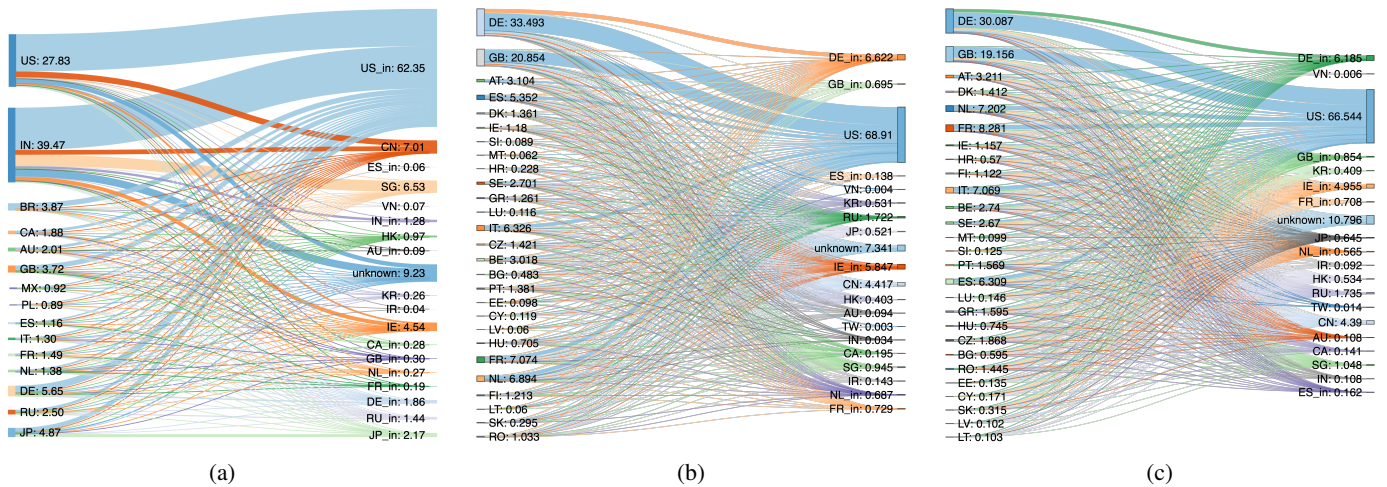 US: 27.83
IN: 39.47
BR: 3.87
CA: 1.88
AU: 2.01
GB: 3.72
MX: 0.92
PL: 0.89
ES: 1.16
IT: 1.30
FR: 1.49
NL: 1.38
DE: 5.65
RU: 2.50
JP: 4.87
US_in: 62.35
CN: 7.01
ES_in: 0.06
SG: 6.53
VN: 0.07
IN_in: 1.28
HK: 0.97
AU_in: 0.09
unknown: 9.23
KR: 0.26
IR: 0.04
IE: 4.54
CA_in: 0.28
GB_in: 0.30
NL_in: 0.27
FR_in: 0.19
DE_in: 1.86
RU_in: 1.44
JP_in: 2.17
(a)
DE: 33.493
GB: 20.854
AT: 3.104
ES: 5.352
DK: 1.361
IE: 1.18
SI: 0.089
MT: 0.062
HR: 0.228
SE: 2.701
GR: 1.261
LU: 0.116
IT: 6.326
CZ: 1.421
BE: 3.018
BG: 0.483
PT: 1.381
EE: 0.098
CY: 0.119
LV: 0.06
HU: 0.705
FR: 7.074
NL: 6.894
FI: 1.213
LT: 0.06
SK: 0.295
RO: 1.033
DE_in: 6.622
GB_in: 0.695
US: 68.91
ES_in: 0.138
VN: 0.004
KR: 0.531
RU: 1.722
JP: 0.521
unknown: 7.341
IE_in: 5.847
CN: 4.417
HK: 0.403
AU: 0.094
TW: 0.003
IN: 0.034
CA: 0.195
SG: 0.945
IR: 0.143
NL_in: 0.687
FR_in: 0.729
(b)
DE: 30.087
GB: 19.156
AT: 3.211
DK: 1.412
NL: 7.202
FR: 8.281
IE: 1.157
HR: 0.57
FI: 1.122
IT: 7.069
BE: 2.74
SE: 2.67
MT: 0.099
SI: 0.125
PT: 1.569
ES: 6.309
LU: 0.146
GR: 1.595
HU: 0.745
CZ: 1.868
BG: 0.595
RO: 1.445
EE: 0.135
CY: 0.171
SK: 0.315
LV: 0.102
LT: 0.103
DE_in: 6.185
VN: 0.006
US: 66.544
GB_in: 0.854
KR: 0.409
IE_in: 4.955
FR_in: 0.708
unknown: 10.796
JP: 0.645
NL_in: 0.565
IR: 0.092
HK: 0.534
RU: 1.735
TW: 0.014
CN: 4.39
AU: 0.108
CA: 0.141
SG: 1.048
IN: 0.108
ES_in: 0.162
(c)